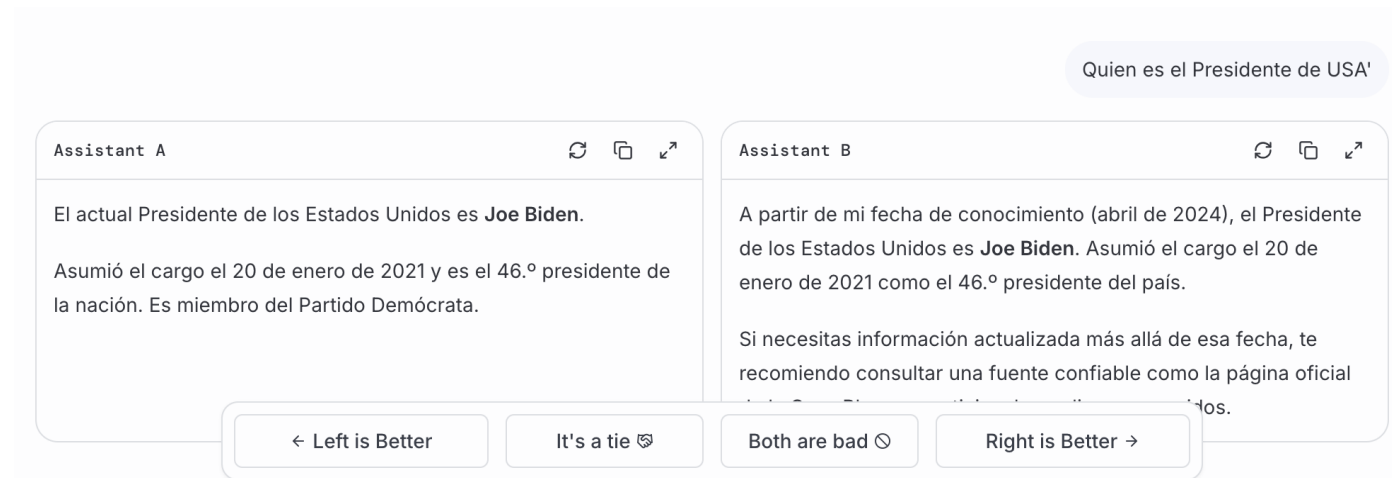 Quien es el Presidente de USA'
Assistant A
El actual Presidente de los Estados Unidos es Joe Biden.
Asumió el cargo el 20 de enero de 2021 y es el 46.º presidente de
la nación. Es miembro del Partido Demócrata.
Assistant B
A partir de mi fecha de conocimiento (abril de 2024), el Presidente
de los Estados Unidos es Joe Biden. Asumió el cargo el 20 de
enero de 2021 como el 46.º presidente del país.
Si necesitas información actualizada más allá de esa fecha, te
recomiendo consultar una fuente confiable como la página oficial
← Left is Better
It's a tie
Both are bad
Right is Better →